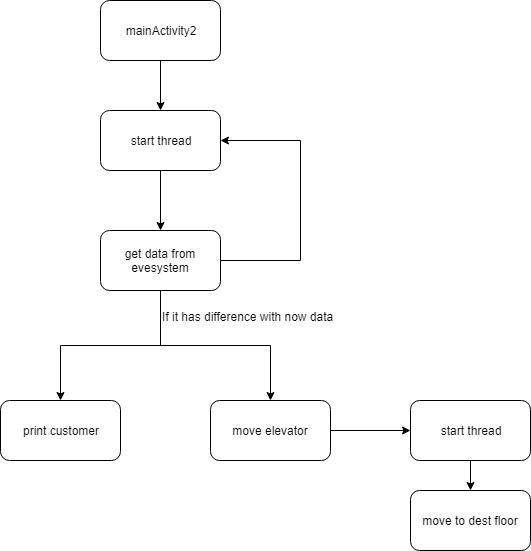 mainActivity2
start thread
get data from
evesystem
If it has difference with now data
print customer
move elevator
start thread
move to dest floor